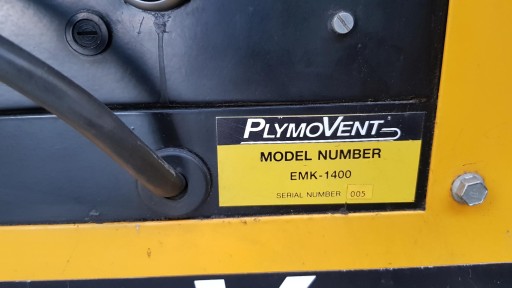 PLYMOVENT
MODEL NUMBER
EMK-1400
SERIAL NUMBER 005